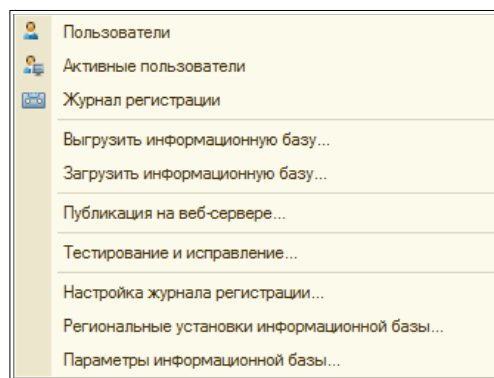 Пользователи
Активные пользователи
Журнал регистрации
Выгрузить информационную базу...
Загрузить информационную базу...
Публикация на веб-сервере...
Тестирование и исправление...
Настройка журнала регистрации...
Региональные установки информационной базы...
Параметры информационной базы...